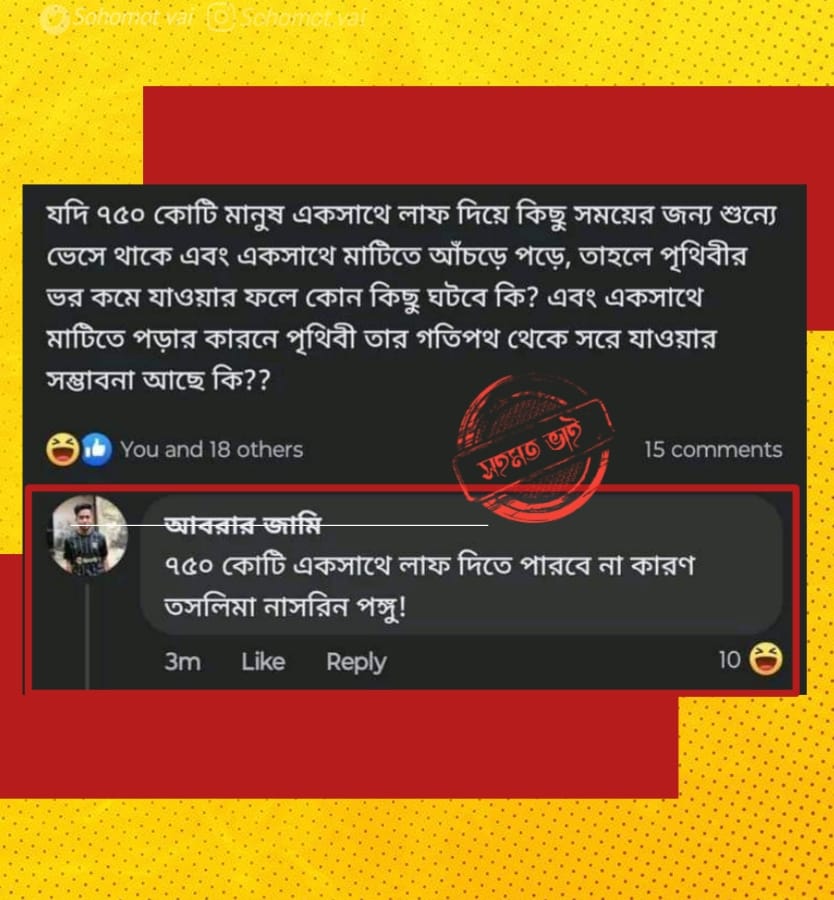 Sohomot vai Sohomot vai
যদি ৭৫০ কোটি মানুষ একসাথে লাফ দিয়ে কিছু সময়ের জন্য শুন্যে
ভেসে থাকে এবং একসাথে মাটিতে আঁচড়ে পড়ে, তাহলে পৃথিবীর
ভর কমে যাওয়ার ফলে কোন কিছু ঘটবে কি? এবং একসাথে
মাটিতে পড়ার কারনে পৃথিবী তার গতিপথ থেকে সরে যাওয়ার
সম্ভাবনা আছে কি??
You and 18 others
15 comments
সহমত ভাই
আবরার জামি
৭৫০ কোটি একসাথে লাফ দিতে পারবে না কারণ
তসলিমা নাসরিন পঙ্গু!
3m Like Reply 10